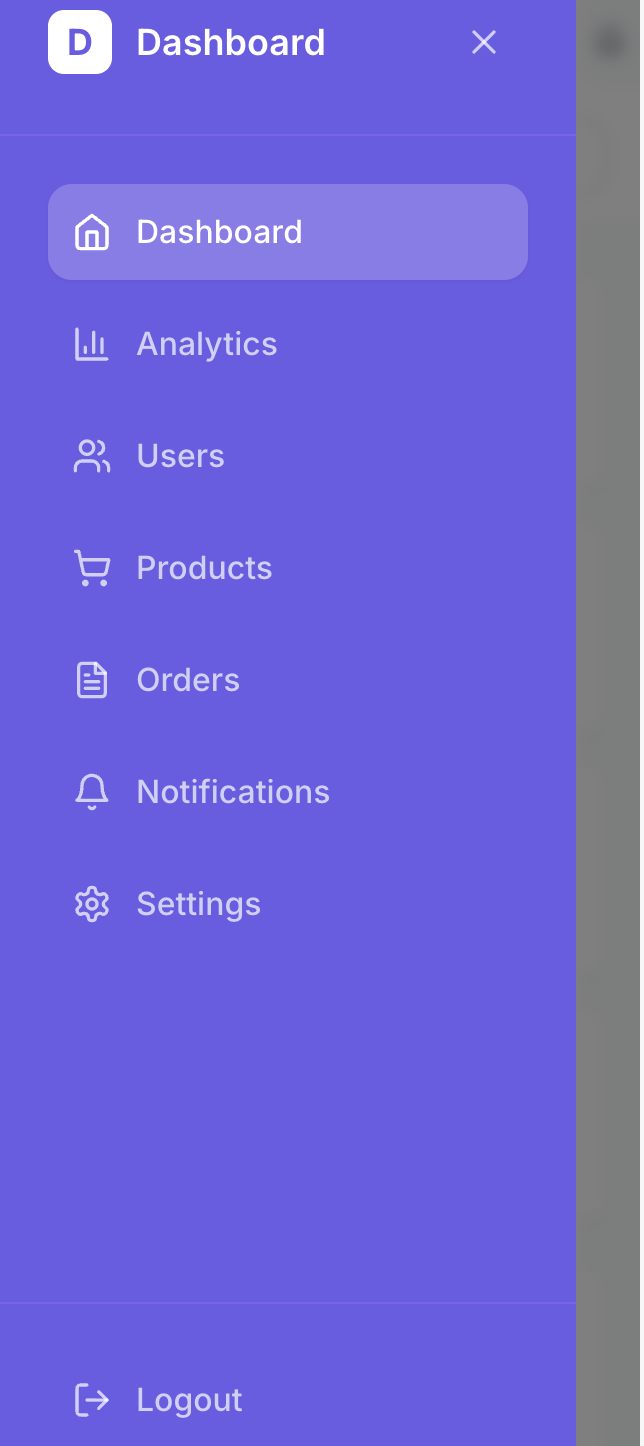 D Dashboard
Dashboard
Analytics
Users
Products
Orders
Notifications
Settings
Logout